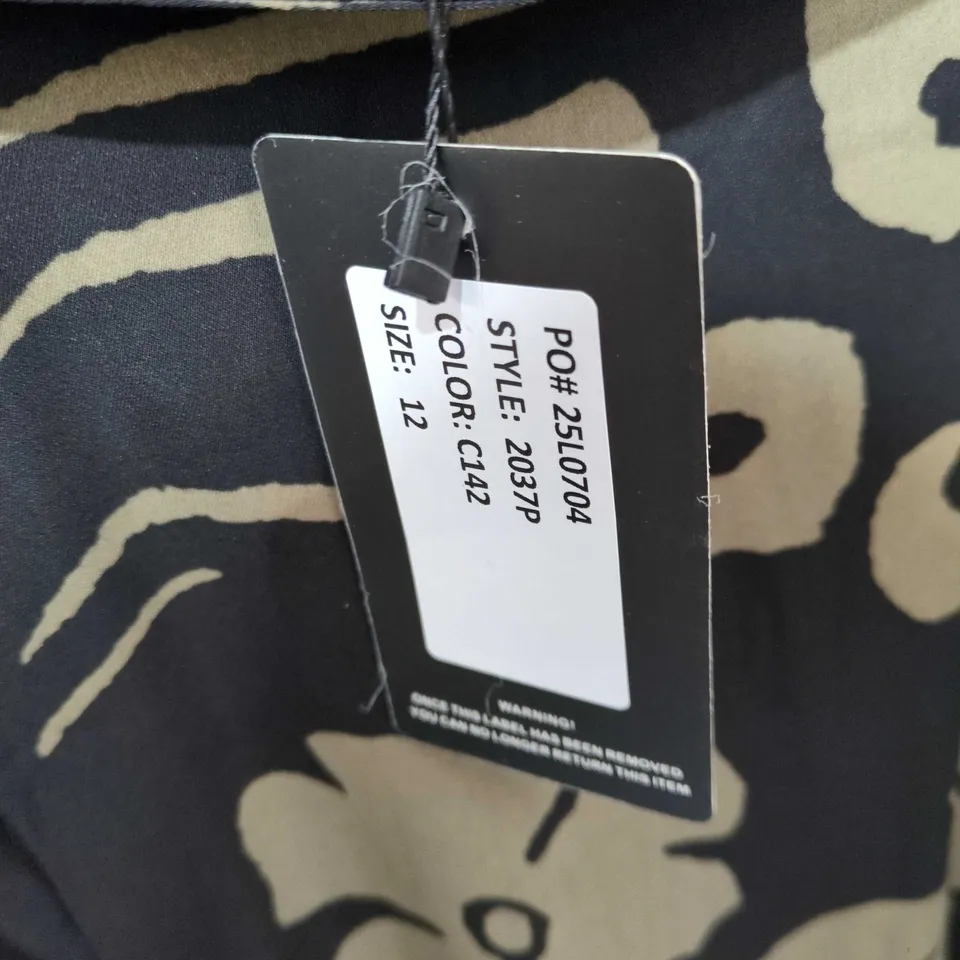 PO# 25L0704
STYLE: 2037P
COLOR: C142
SIZE: 12
WARNING!
ONCE THIS LABEL HAS BEEN REMOVED
YOU CAN NO LONGER RETURN THIS ITEM